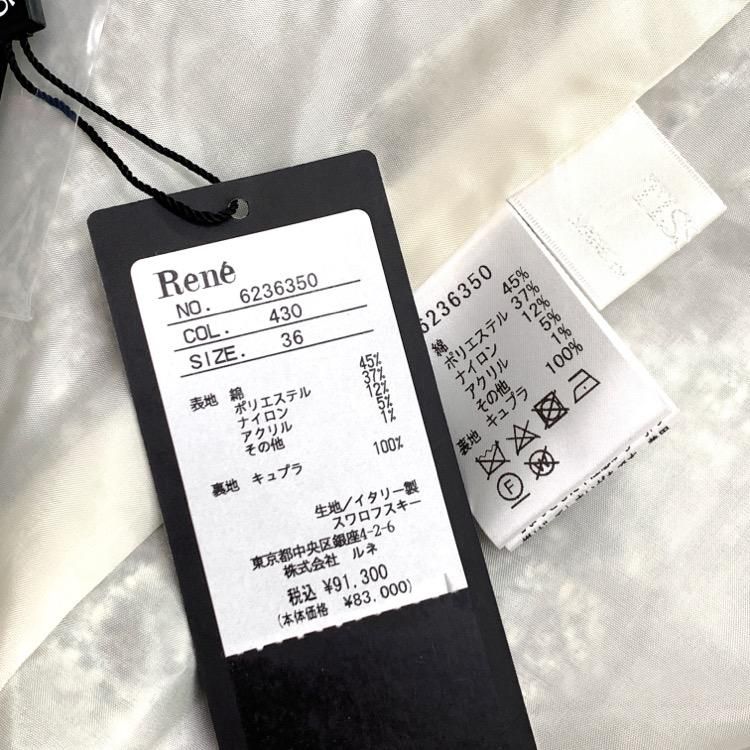 René
NO. 6236350
COL. 430
SIZE. 36
表地 綿 45%
ポリエステル 37%
ナイロン 12%
アクリル 5%
その他 1%
裏地 キュプラ 100%
生地/イタリー製
スワロフスキー
東京都中央区銀座4-2-6
株式会社 ルネ
税込 ¥91,300
(本体価格 ¥83,000)
6236350
綿 45%
ポリエステル 37%
ナイロン 12%
アクリル 5%
その他 1%
裏地 キュプラ 100%
F
W